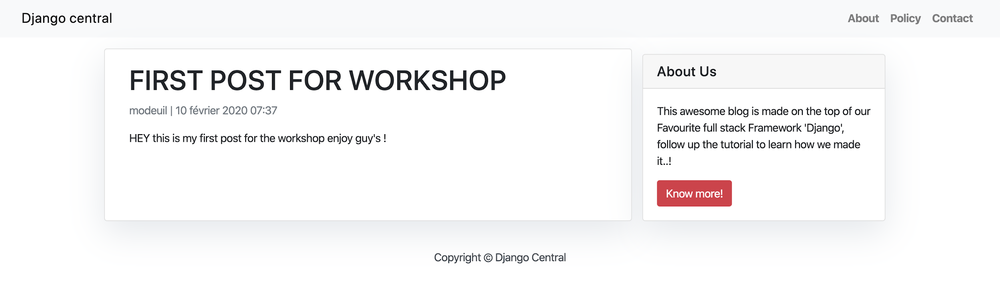 Django central
About Policy Contact
FIRST POST FOR WORKSHOP
modeuil | 10 février 2020 07:37
HEY this is my first post for the workshop enjoy guy's !
About Us
This awesome blog is made on the top of our
Favourite full stack Framework 'Django',
follow up the tutorial to learn how we made
it..!
Know more!
Copyright © Django Central